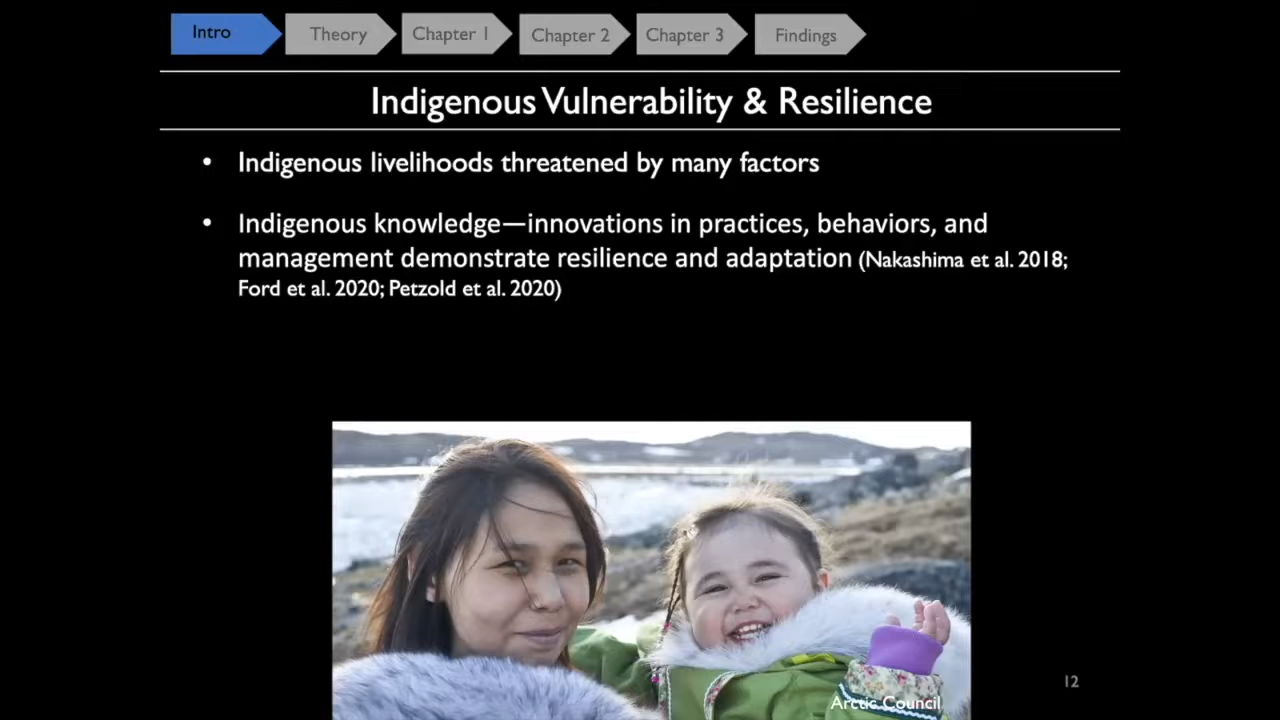 Intro
Theory
Chapter 1
Chapter 2
Chapter 3
Findings
Indigenous Vulnerability & Resilience
• Indigenous livelihoods threatened by many factors
• Indigenous knowledge—innovations in practices, behaviors, and
management demonstrate resilience and adaptation (Nakashima et al. 2018;
Ford et al. 2020; Petzold et al. 2020)
12
Arctic Council